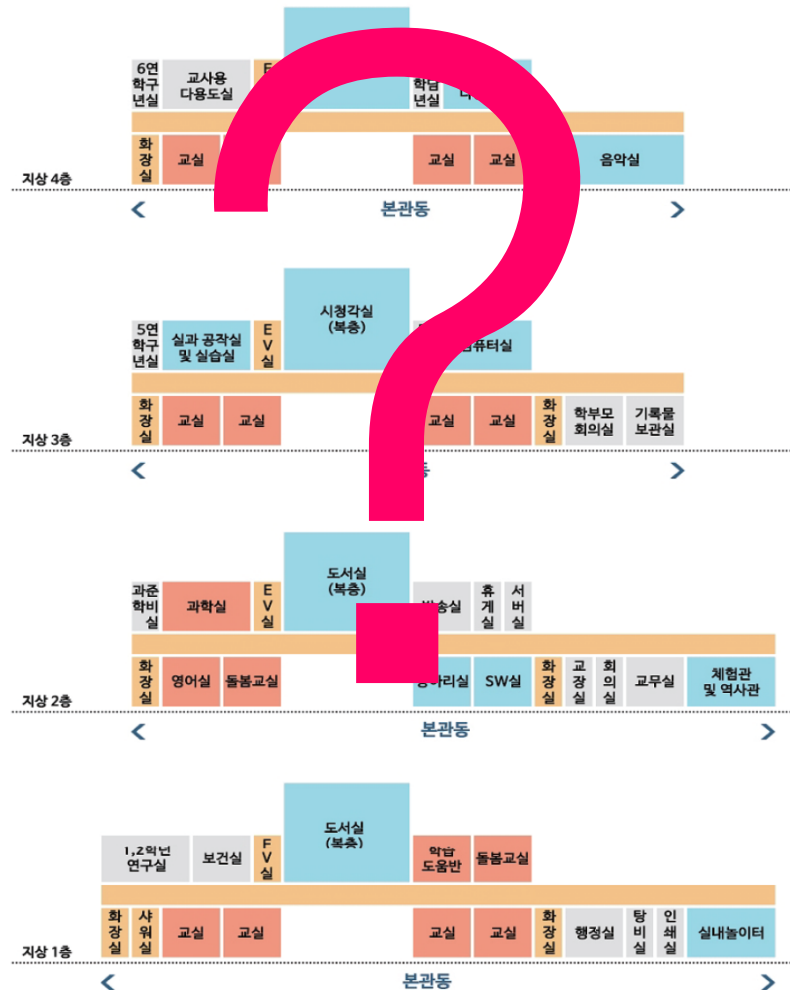 6연
학구
년실
교사용
다용도실
E
학남
년실
화
장
실
교실
교실
교실
음악실
지상 4층
본관동
5연
학구
년실
실과 공작실
및 실습실
E
V
실
시청각실
(복층)
퓨터실
화
장
실
교실
교실
교실
교실
화
장
실
학부모
회의실
기록물
보관실
지상 3층
동
과준
학비
실
과학실
E
V
실
도서실
(복층)
방송실
휴
게
실
서
버
실
화
장
실
영어실
돌봄교실
아리실
SW실
화
장
실
교
장
실
회
의
실
교무실
체험관
및 역사관
지상 2층
본관동
1,2학년
연구실
보건실
EV
실
도서실
(복층)
학습
도움반
돌봄교실
화
장
실
샤
워
실
교실
교실
교실
교실
화
장
실
행정실
탕
비
실
인
쇄
실
실내놀이터
지상 1층
본관동